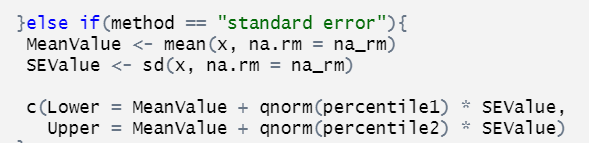 }else if(method == "standard error"){
MeanValue <- mean(x, na.rm = na_rm)
SEValue <- sd(x, na.rm = na_rm)
c(Lower = MeanValue + qnorm(percentile1) * SEValue,
Upper = MeanValue + qnorm(percentile2) * SEValue)